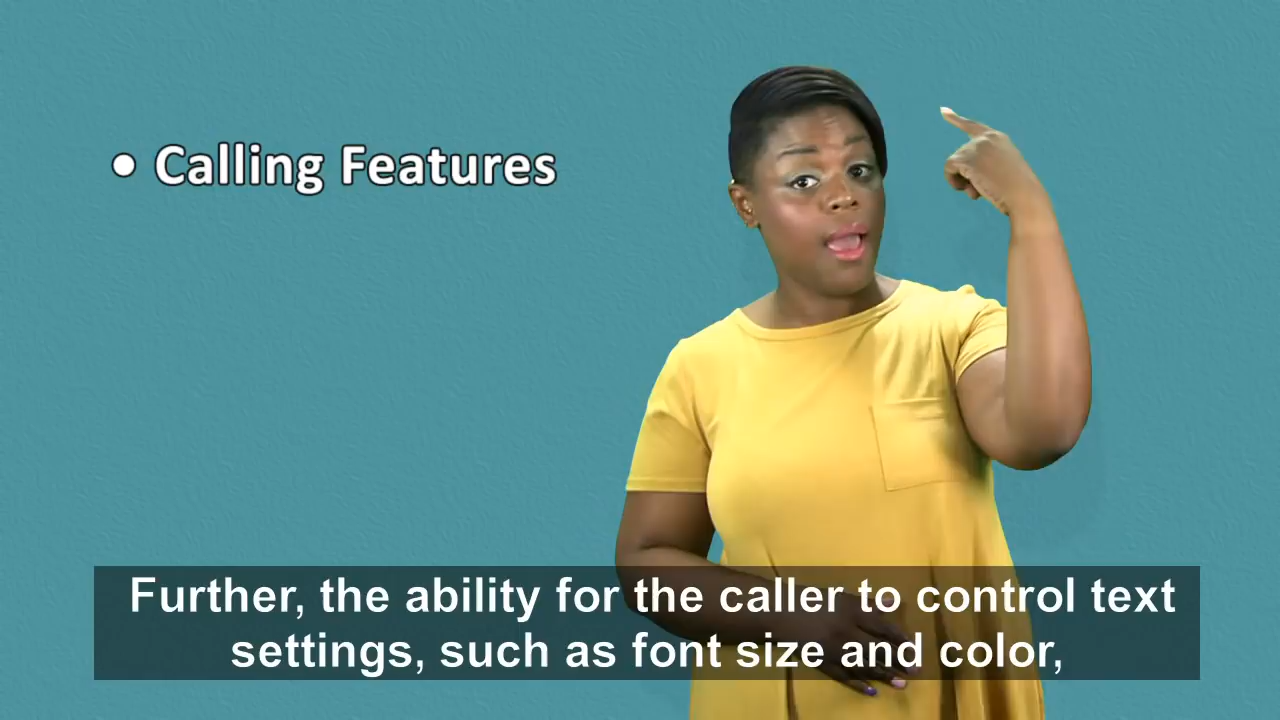 • Calling Features
Further, the ability for the caller to control text
settings, such as font size and color,